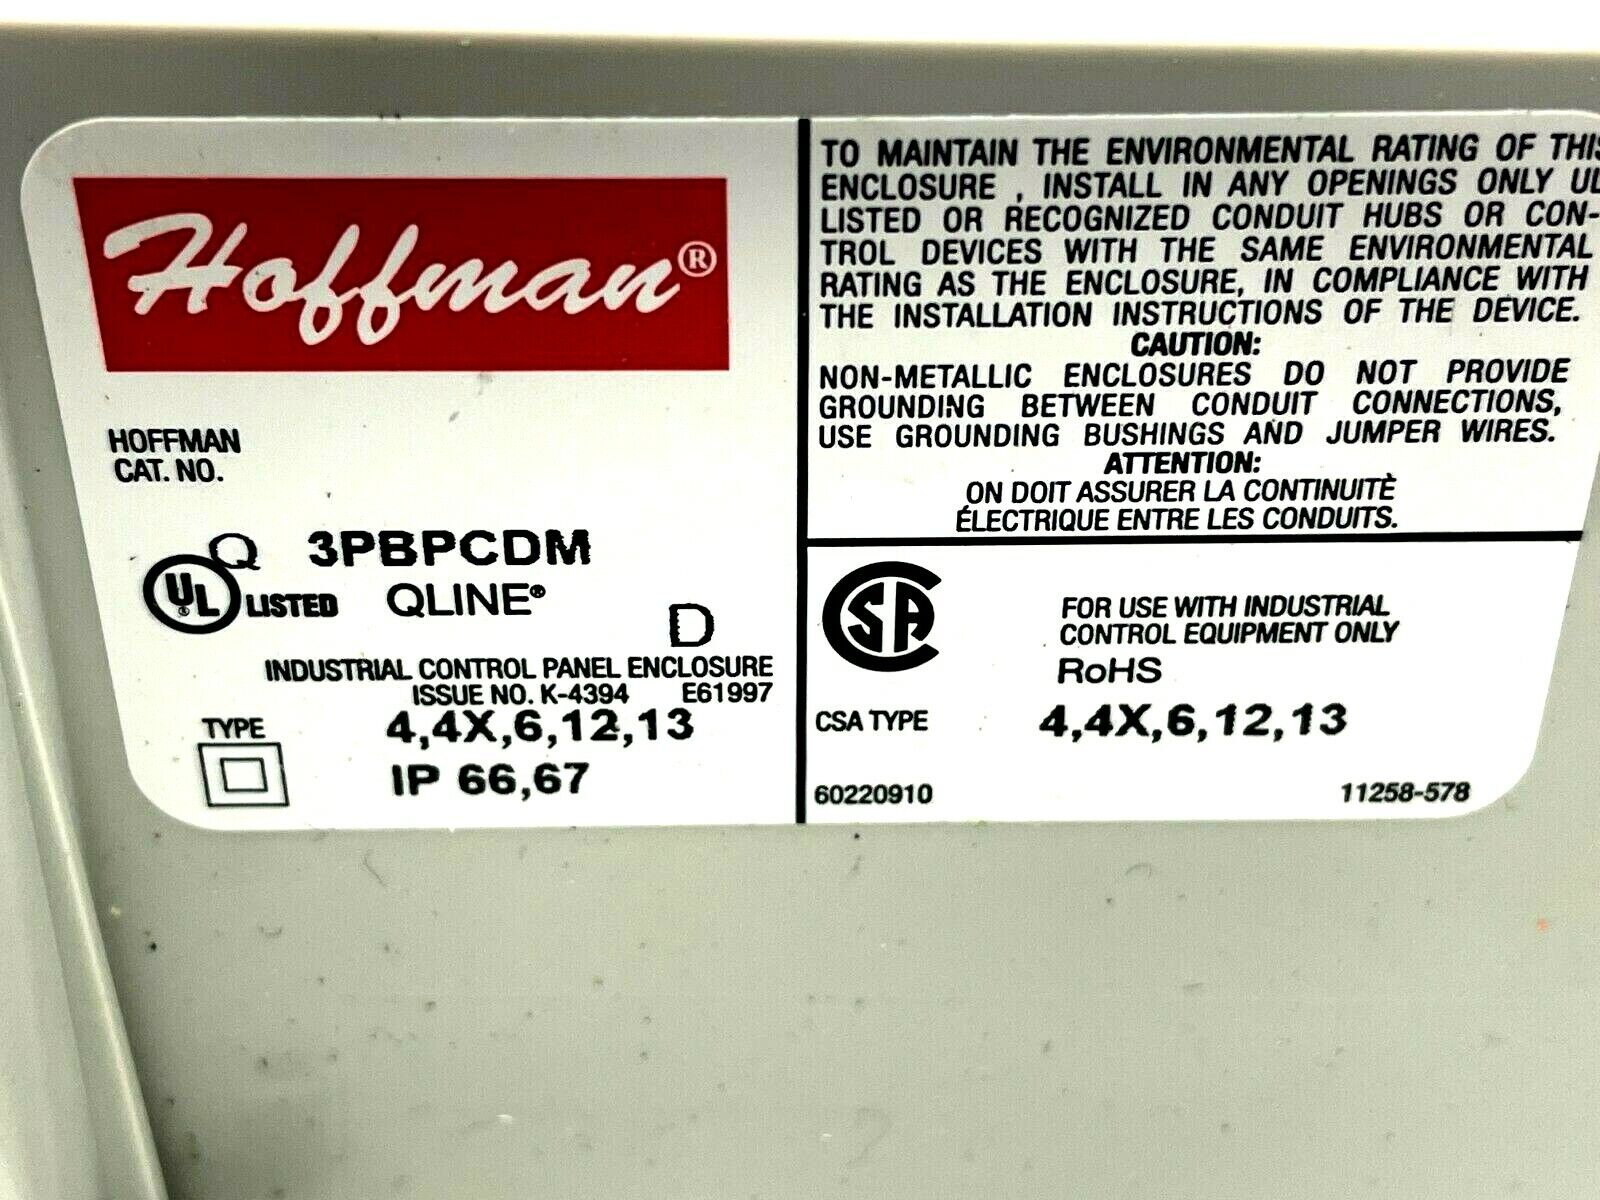 Hoffman®
HOFFMAN
CAT. NO.
Q 3PBPCDM
UL® LISTED QLINE®
D
INDUSTRIAL CONTROL PANEL ENCLOSURE
ISSUE NO. K-4394 E61997
TYPE 4,4X,6,12,13
IP 66,67
TO MAINTAIN THE ENVIRONMENTAL RATING OF THIS
ENCLOSURE , INSTALL IN ANY OPENINGS ONLY UL
LISTED OR RECOGNIZED CONDUIT HUBS OR CON-
TROL DEVICES WITH THE SAME ENVIRONMENTAL
RATING AS THE ENCLOSURE, IN COMPLIANCE WITH
THE INSTALLATION INSTRUCTIONS OF THE DEVICE.
CAUTION:
NON-METALLIC ENCLOSURES DO NOT PROVIDE
GROUNDING BETWEEN CONDUIT CONNECTIONS,
USE GROUNDING BUSHINGS AND JUMPER WIRES.
ATTENTION:
ON DOIT ASSURER LA CONTINUITÈ
ÉLECTRIQUE ENTRE LES CONDUITS.
CSA
FOR USE WITH INDUSTRIAL
CONTROL EQUIPMENT ONLY
RoHS
CSA TYPE 4,4X,6,12,13
60220910 11258-578